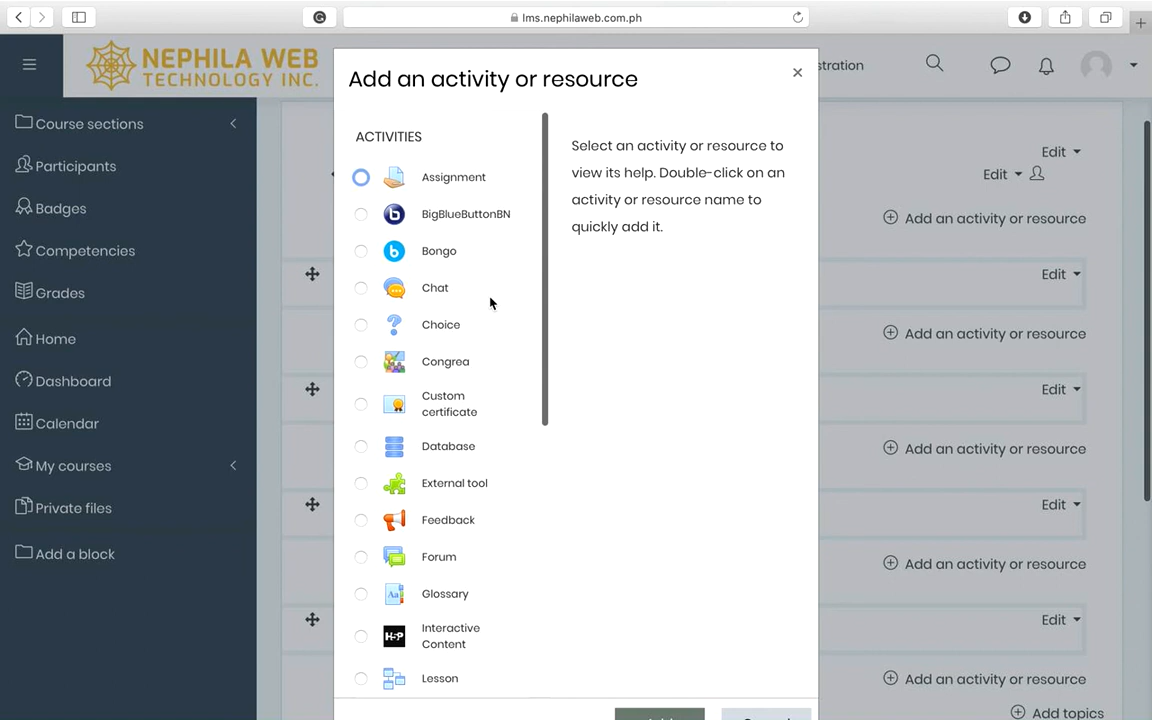 lms.nephilaweb.com.ph
NEPHILA WEB
TECHNOLOGY INC.
stration
Add an activity or resource
ACTIVITIES
Assignment
BigBlueButtonBN
Bongo
Chat
Choice
Congrea
Custom
certificate
Database
External tool
Feedback
Forum
Glossary
H5P
Interactive
Content
Lesson
Select an activity or resource to
view its help. Double-click on an
activity or resource name to
quickly add it.
Course sections
Participants
Badges
Competencies
Grades
Home
Dashboard
Calendar
My courses
Private files
Add a block
Edit
Edit
Add an activity or resource
Edit
Add an activity or resource
Edit
Add an activity or resource
Edit
Add an activity or resource
Edit
Add an activity or resource
Add topics